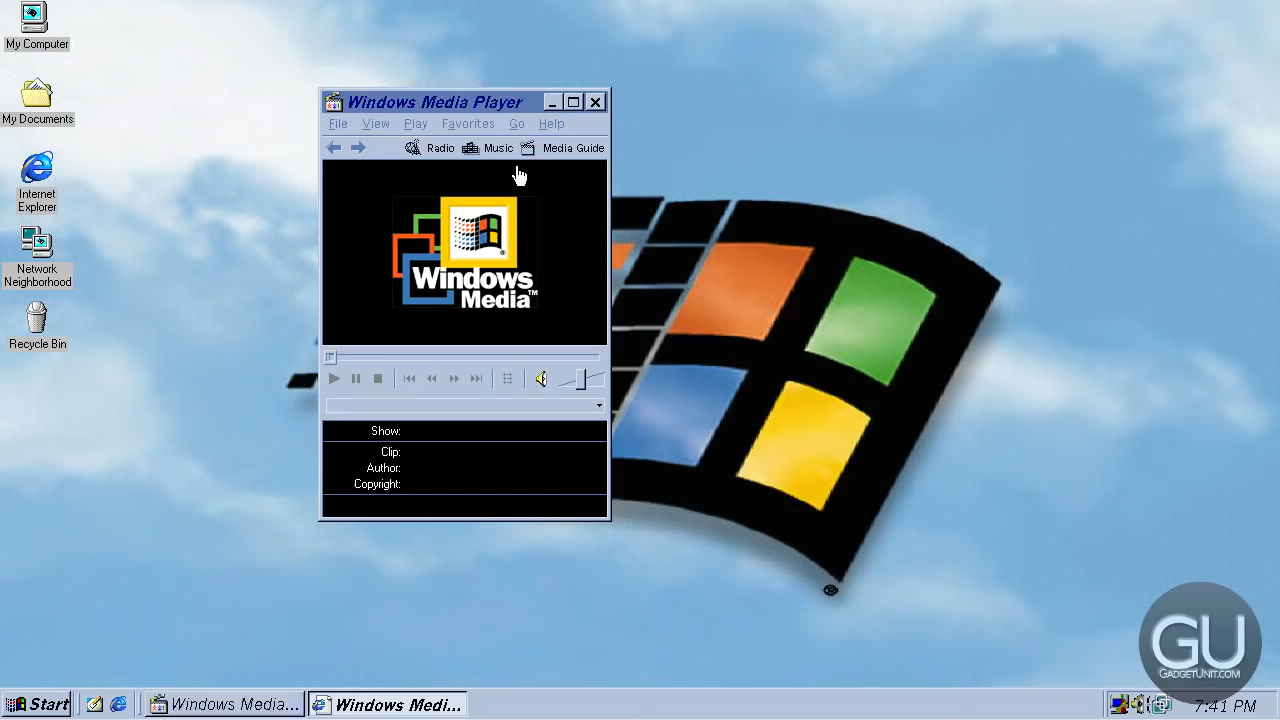 My Computer
My Documents
Internet
Explorer
Network
Neighborhood
Recycle Bin
Windows Media Player
File View Play Favorites Go Help
Radio Music Media Guide
Windows
Media™
Show:
Clip:
Author:
Copyright:
®
GU
GADGETUNIT.COM
Start Windows Media... Windows Medi... 7:41 PM